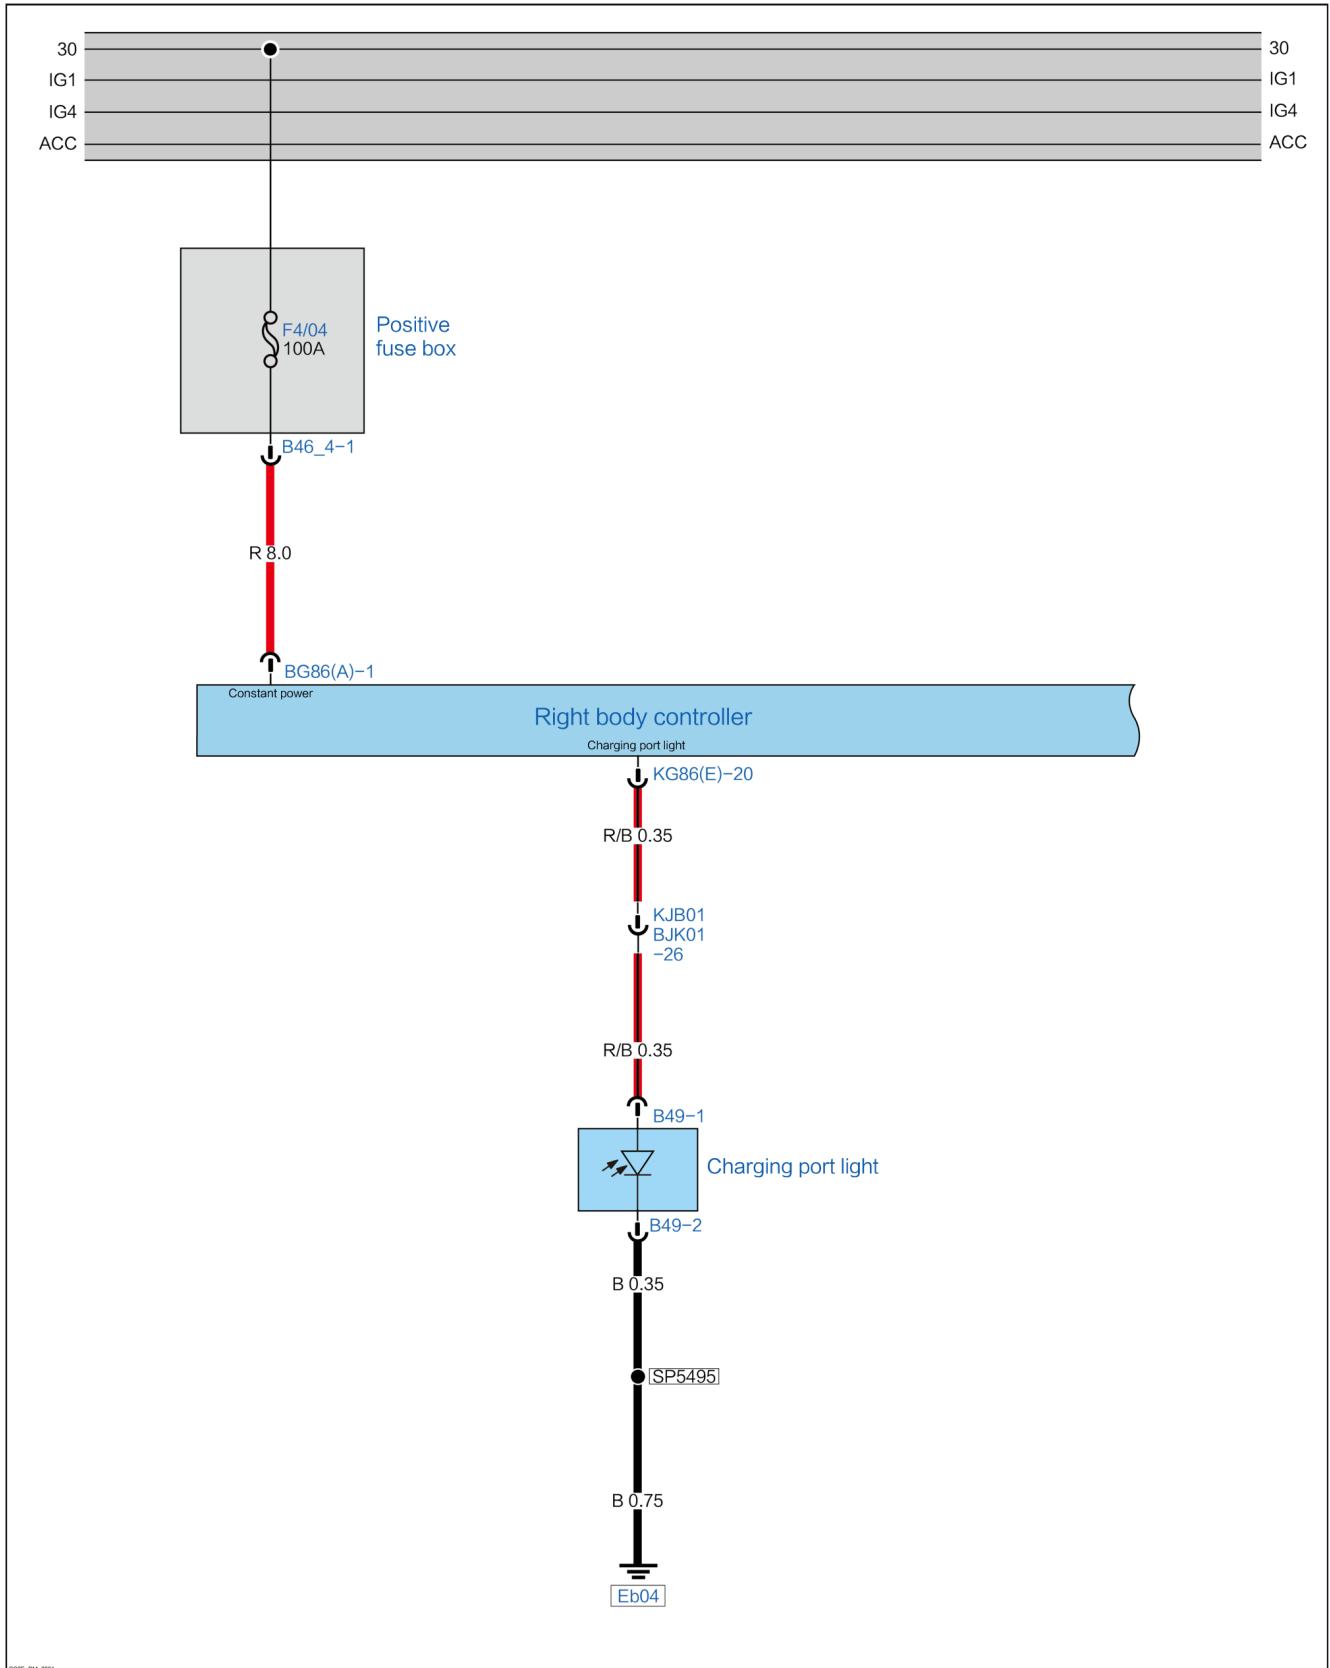 30
30
IG1
IG1
IG4
IG4
ACC
ACC
F4/04
100A
Positive
fuse box
B46_4−1
R 8.0
BG86(A)−1
Constant power
Right body controller
Charging port light
KG86(E)−20
R/B 0.35
KJB01
BJK01
−26
R/B 0.35
B49−1
Charging port light
B49−2
B 0.35
SP5495
B 0.75
Eb04